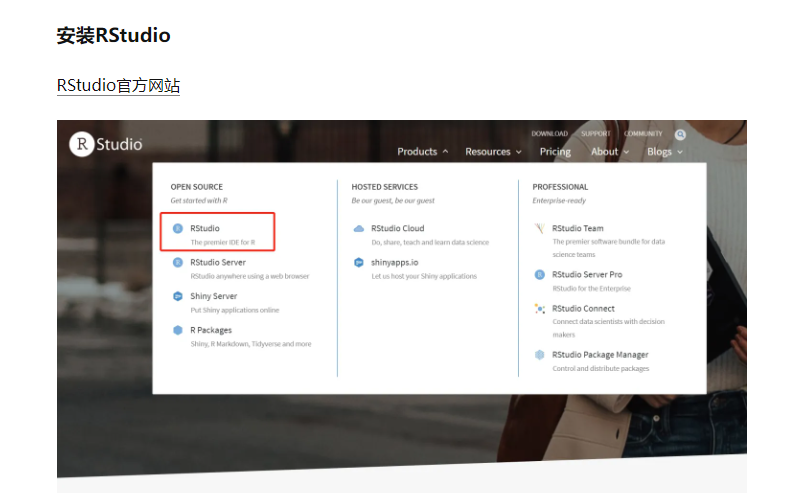 安装RStudio
RStudio官方网站
R Studio
DOWNLOAD SUPPORT COMMUNITY
Products Resources Pricing About Blogs
OPEN SOURCE
Get started with R
RStudio
The premier IDE for R
RStudio Server
RStudio anywhere using a web browser
Shiny Server
Put Shiny applications online
R Packages
Shiny, R Markdown, Tidyverse and more
HOSTED SERVICES
Be our guest, be our guest
RStudio Cloud
Do, share, teach and learn data science
shinyapps.io
Let us host your Shiny applications
PROFESSIONAL
Enterprise-ready
RStudio Team
The premier software bundle for data
science teams
RStudio Server Pro
RStudio for the Enterprise
RStudio Connect
Connect data scientists with decision
makers
RStudio Package Manager
Control and distribute packages